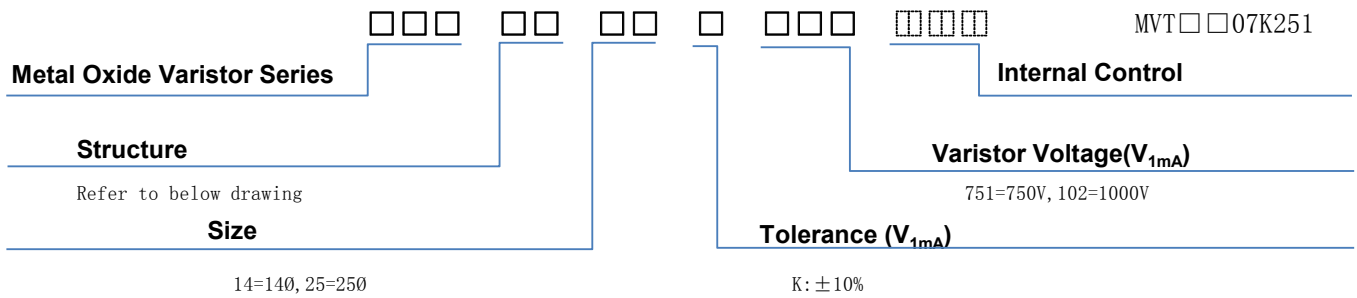 □□□ □□ □□ □ □□□ □□□ MVT□□07K251
Metal Oxide Varistor Series
Internal Control
Structure
Varistor Voltage(V1mA)
Refer to below drawing
751=750V,102=1000V
Size
Tolerance (V1mA)
14=14Ø,25=25Ø
K:±10%